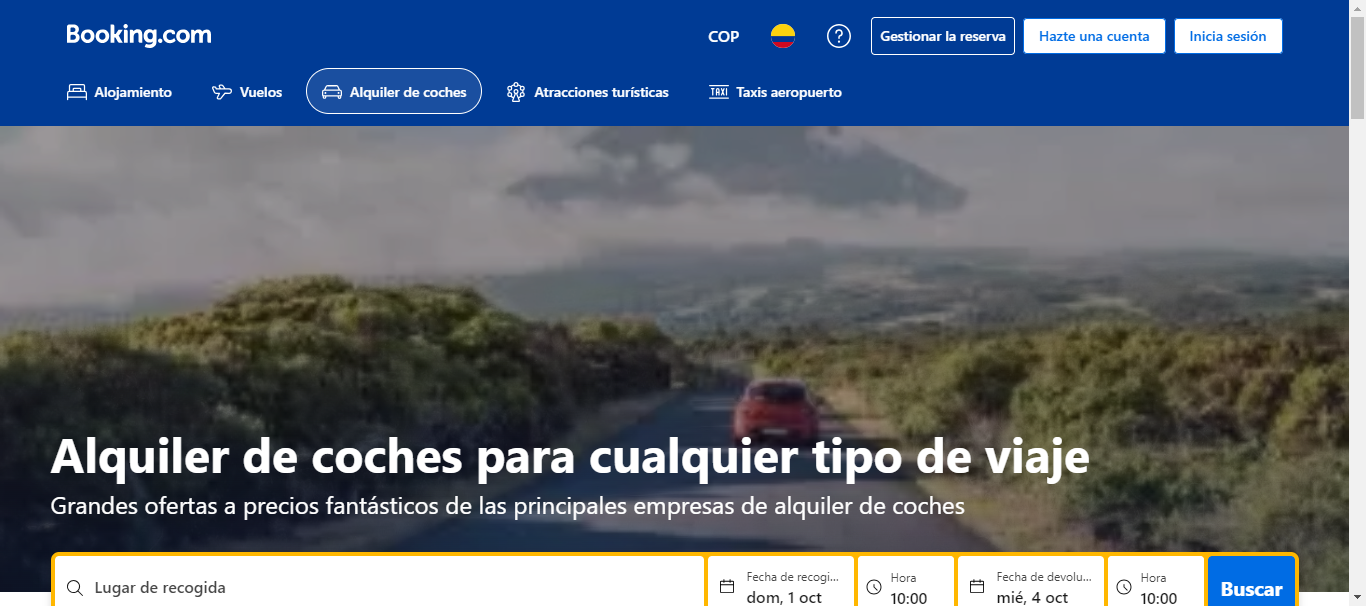 Booking.com
COP
?
Gestionar la reserva
Hazte una cuenta
Inicia sesión
Alojamiento
Vuelos
Alquiler de coches
Atracciones turísticas
TAXI
Taxis aeropuerto
Alquiler de coches para cualquier tipo de viaje
Grandes ofertas a precios fantásticos de las principales empresas de alquiler de coches
Lugar de recogida
Fecha de recogi...
dom, 1 oct
Hora
10:00
Fecha de devolu...
mié, 4 oct
Hora
10:00
Buscar